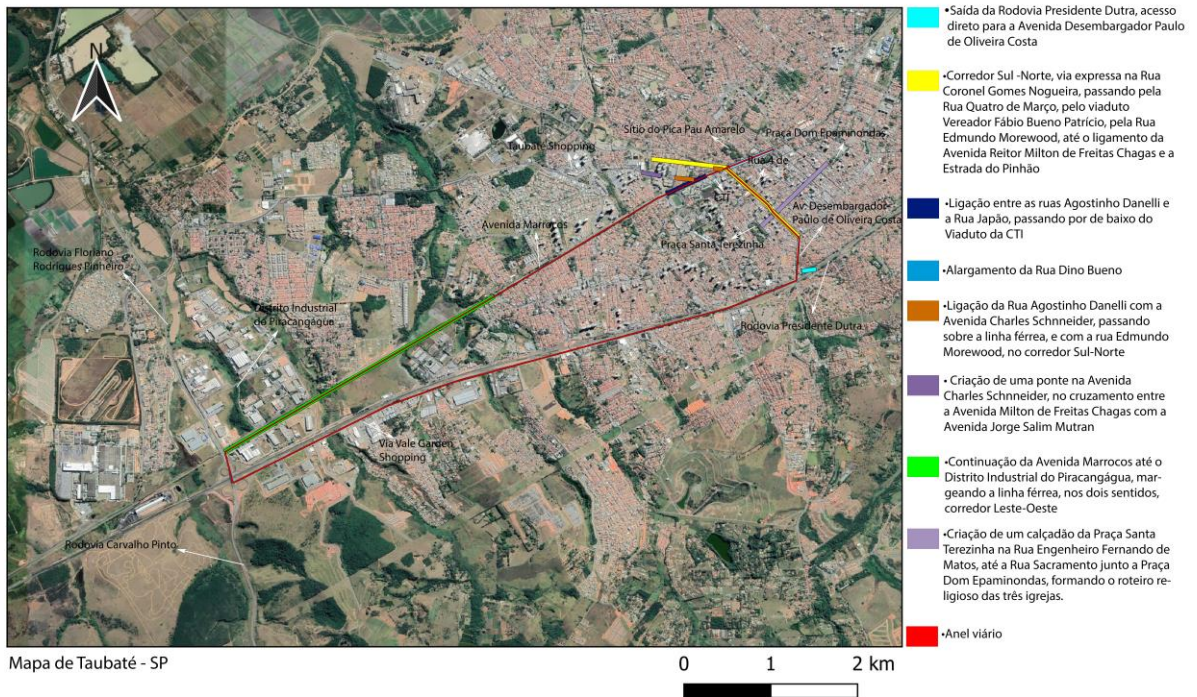 N
Sítio do Pica Pau Amarelo
Praça Dom Epaminondas
Taubaté Shopping
Rua 4 de
CTI
Avenida Marrocos
Av. Desembargador
Paulo de Oliveira Costa
Praça Santa Terezinha
Rodovia Floriano
Rodrigues Pinheiro
Distrito Industrial
do Piracangágua
Rodovia Presidente Dutra
Via Vale Garden
Shopping
Rodovia Carvalho Pinto
Mapa de Taubaté - SP
0 1 2 km
•Saída da Rodovia Presidente Dutra, acesso
direto para a Avenida Desembargador Paulo
de Oliveira Costa
•Corredor Sul -Norte, via expressa na Rua
Coronel Gomes Nogueira, passando pela
Rua Quatro de Março, pelo viaduto
Vereador Fábio Bueno Patrício, pela Rua
Edmundo Morewood, até o ligamento da
Avenida Reitor Milton de Freitas Chagas e a
Estrada do Pinhão
•Ligação entre as ruas Agostinho Danelli e
a Rua Japão, passando por de baixo do
Viaduto da CTI
•Alargamento da Rua Dino Bueno
•Ligação da Rua Agostinho Danelli com a
Avenida Charles Schnneider, passando
sobre a linha férrea, e com a rua Edmundo
Morewood, no corredor Sul-Norte
• Criação de uma ponte na Avenida
Charles Schnneider, no cruzamento entre
a Avenida Milton de Freitas Chagas com a
Avenida Jorge Salim Mutran
•Continuação da Avenida Marrocos até o
Distrito Industrial do Piracangágua, mar-
geando a linha férrea, nos dois sentidos,
corredor Leste-Oeste
•Criação de um calçadão da Praça Santa
Terezinha na Rua Engenheiro Fernando de
Matos, até a Rua Sacramento junto a Praça
Dom Epaminondas, formando o roteiro re-
ligioso das três igrejas.
•Anel viário